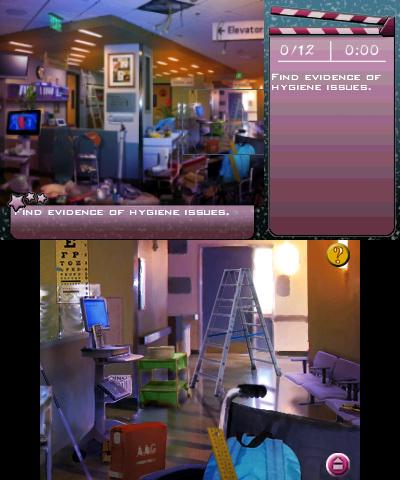 Elevator
0/12
0:00
Find evidence of
hygiene issues.
Find evidence of hygiene issues.
E
F P
T O Z
?